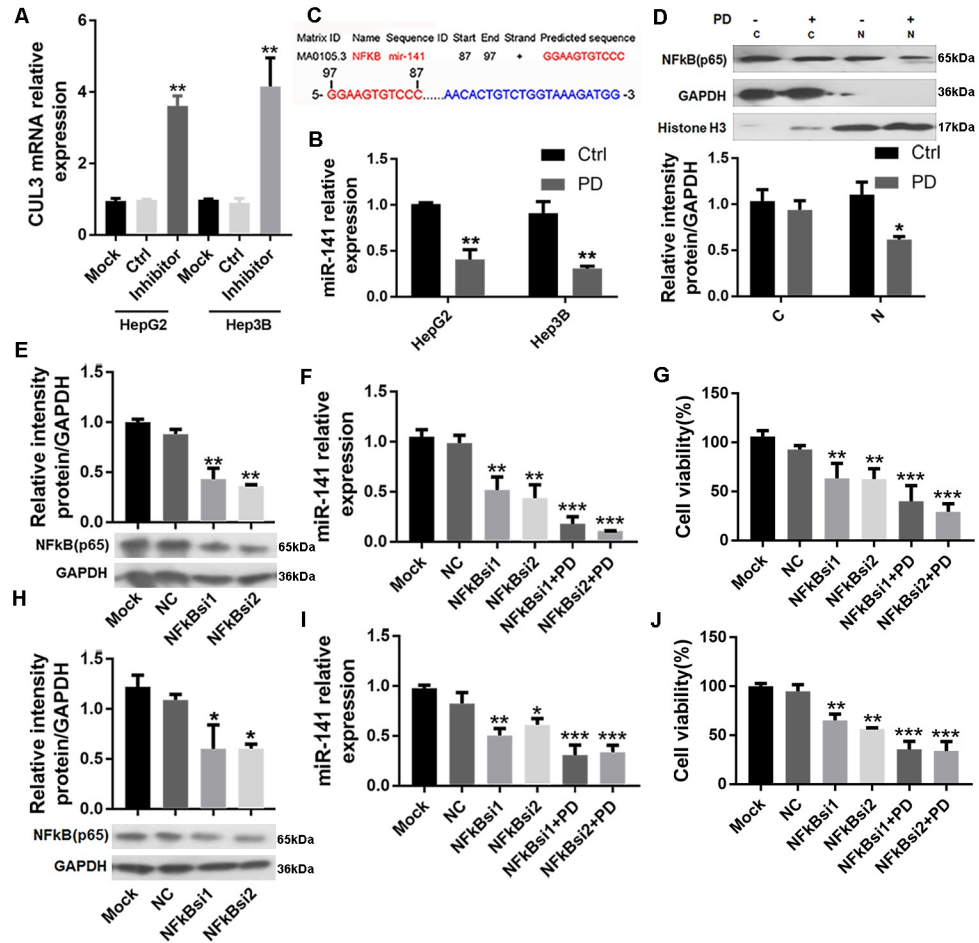 A
CUL3 mRNA relative
expression
6
4
2
0
**
**
Mock
Ctrl
Inhibitor
Mock
Ctrl
Inhibitor
HepG2
Hep3B
C
Matrix ID Name Sequence ID Start End Strand Predicted sequence
MA0105.3 NFKB mir-141 87 97 + GGAAGTGTCCC
97 87
5- GGAAGTGTCCC......AACACTGTCTGGTAAAGATGG -3
B
miR-141 relative
expression
1.5
1.0
0.5
0.0
Ctrl
PD
**
**
HepG2
Hep3B
D
PD - + - +
C C N N
NFkB(p65) 65kDa
GAPDH 36kDa
Histone H3 17kDa
Relative intensity
protein/GAPDH
1.5
1.0
0.5
0.0
Ctrl
PD
*
C
N
E
Relative intensity
protein/GAPDH
1.5
1.0
0.5
0.0
**
**
NFkB(p65) 65kDa
GAPDH 36kDa
Mock
NC
NFkBsi1
NFkBsi2
F
miR-141 relative
expression
1.5
1.0
0.5
0.0
**
**
***
***
Mock
NC
NFkBsi1
NFkBsi2
NFkBsi1+PD
NFkBsi2+PD
G
Cell viability(%)
150
100
50
0
**
**
***
***
Mock
NC
NFkBsi1
NFkBsi2
NFkBsi1+PD
NFkBsi2+PD
H
Relative intensity
protein/GAPDH
1.5
1.0
0.5
0.0
*
*
NFkB(p65) 65kDa
GAPDH 36kDa
Mock
NC
NFkBsi1
NFkBsi2
I
miR-141 relative
expression
1.5
1.0
0.5
0.0
**
*
***
***
Mock
NC
NFkBsi1
NFkBsi2
NFkBsi1+PD
NFkBsi2+PD
J
Cell viability(%)
150
100
50
0
**
**
***
***
Mock
NC
NFkBsi1
NFkBsi2
NFkBsi1+PD
NFkBsi2+PD